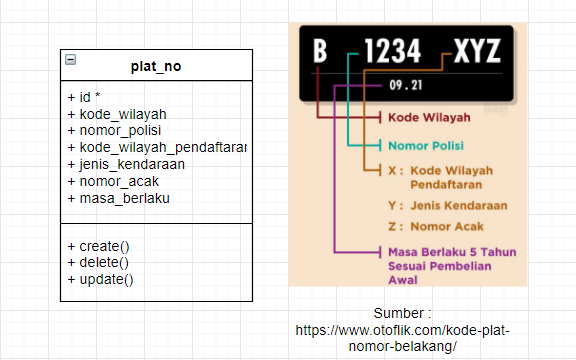 plat_no
+ id *
+ kode_wilayah
+ nomor_polisi
+ kode_wilayah_pendaftaran
+ jenis_kendaraan
+ nomor_acak
+ masa_berlaku
+ create()
+ delete()
+ update()
B 1234 XYZ
09 . 21
Kode Wilayah
Nomor Polisi
X : Kode Wilayah
Pendaftaran
Y : Jenis Kendaraan
Z : Nomor Acak
Masa Berlaku 5 Tahun
Sesuai Pembelian
Awal
Sumber :
https://www.otoflik.com/kode-plat-
nomor-belakang/